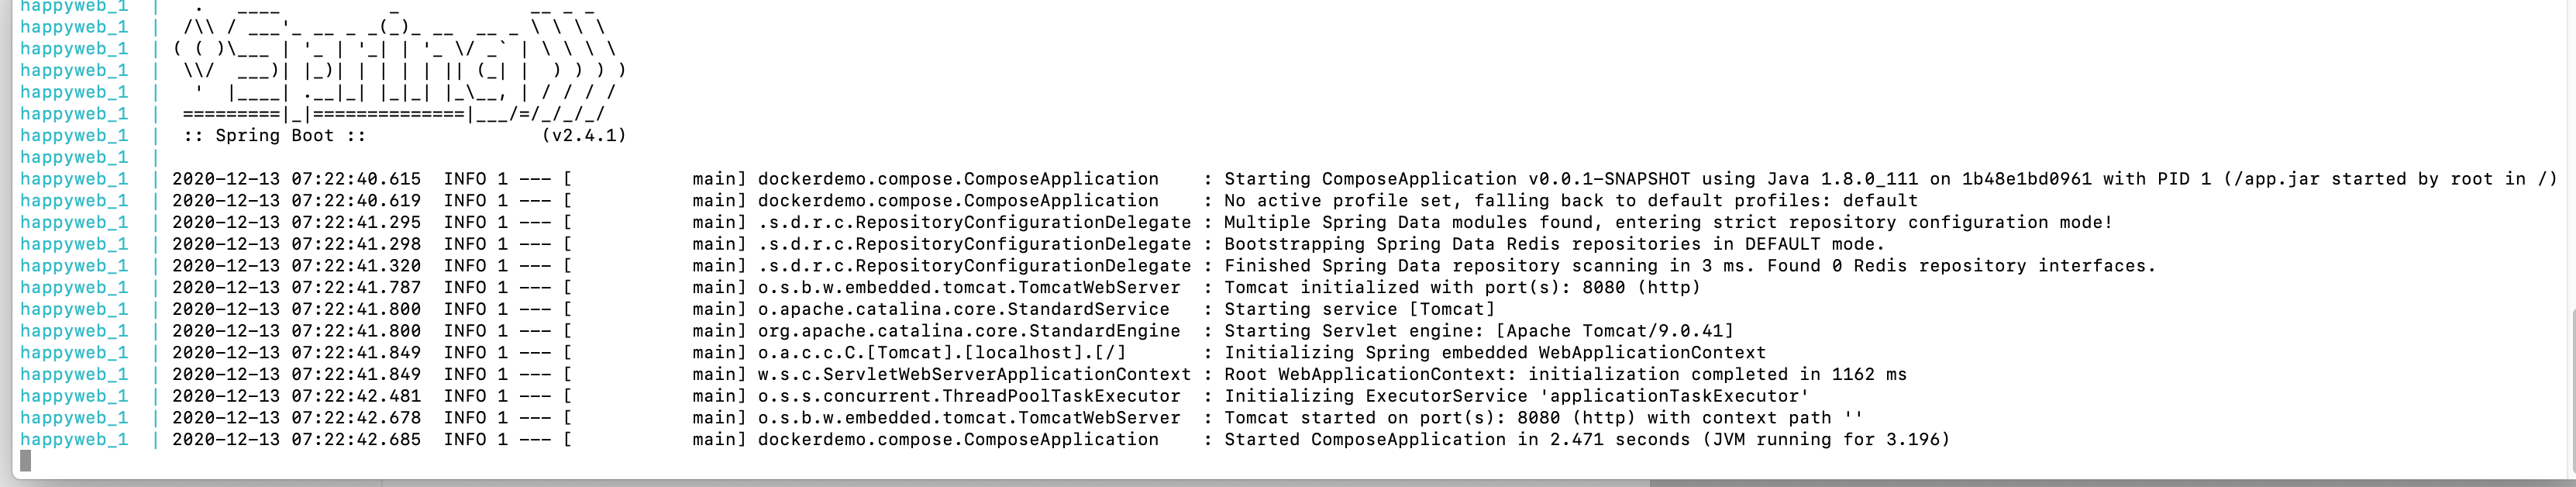 happyweb_1  |   .   ____          _            __ _ _
happyweb_1  |  /\\ / ___'_ __ _ _(_)_ __  __ _ \ \ \ \
happyweb_1  | ( ( )\___ | '_ | '_| | '_ \/ _` | \ \ \ \
happyweb_1  |  \\/  ___)| |_)| | | | | || (_| |  ) ) ) )
happyweb_1  |   '  |____| .__|_| |_|_| |_\__, | / / / /
happyweb_1  |  =========|_|==============|___/=/_/_/_/
happyweb_1  |  :: Spring Boot ::                (v2.4.1)
happyweb_1  |
happyweb_1  | 2020-12-13 07:22:40.615  INFO 1 --- [           main] dockerdemo.compose.ComposeApplication    : Starting ComposeApplication v0.0.1-SNAPSHOT using Java 1.8.0_111 on 1b48e1bd0961 with PID 1 (/app.jar started by root in /)
happyweb_1  | 2020-12-13 07:22:40.619  INFO 1 --- [           main] dockerdemo.compose.ComposeApplication    : No active profile set, falling back to default profiles: default
happyweb_1  | 2020-12-13 07:22:41.295  INFO 1 --- [           main] .s.d.r.c.RepositoryConfigurationDelegate : Multiple Spring Data modules found, entering strict repository configuration mode!
happyweb_1  | 2020-12-13 07:22:41.298  INFO 1 --- [           main] .s.d.r.c.RepositoryConfigurationDelegate : Bootstrapping Spring Data Redis repositories in DEFAULT mode.
happyweb_1  | 2020-12-13 07:22:41.320  INFO 1 --- [           main] .s.d.r.c.RepositoryConfigurationDelegate : Finished Spring Data repository scanning in 3 ms. Found 0 Redis repository interfaces.
happyweb_1  | 2020-12-13 07:22:41.787  INFO 1 --- [           main] o.s.b.w.embedded.tomcat.TomcatWebServer  : Tomcat initialized with port(s): 8080 (http)
happyweb_1  | 2020-12-13 07:22:41.800  INFO 1 --- [           main] o.apache.catalina.core.StandardService   : Starting service [Tomcat]
happyweb_1  | 2020-12-13 07:22:41.800  INFO 1 --- [           main] org.apache.catalina.core.StandardEngine  : Starting Servlet engine: [Apache Tomcat/9.0.41]
happyweb_1  | 2020-12-13 07:22:41.849  INFO 1 --- [           main] o.a.c.c.C.[Tomcat].[localhost].[/]       : Initializing Spring embedded WebApplicationContext
happyweb_1  | 2020-12-13 07:22:41.849  INFO 1 --- [           main] w.s.c.ServletWebServerApplicationContext : Root WebApplicationContext: initialization completed in 1162 ms
happyweb_1  | 2020-12-13 07:22:42.481  INFO 1 --- [           main] o.s.s.concurrent.ThreadPoolTaskExecutor  : Initializing ExecutorService 'applicationTaskExecutor'
happyweb_1  | 2020-12-13 07:22:42.678  INFO 1 --- [           main] o.s.b.w.embedded.tomcat.TomcatWebServer  : Tomcat started on port(s): 8080 (http) with context path ''
happyweb_1  | 2020-12-13 07:22:42.685  INFO 1 --- [           main] dockerdemo.compose.ComposeApplication    : Started ComposeApplication in 2.471 seconds (JVM running for 3.196)